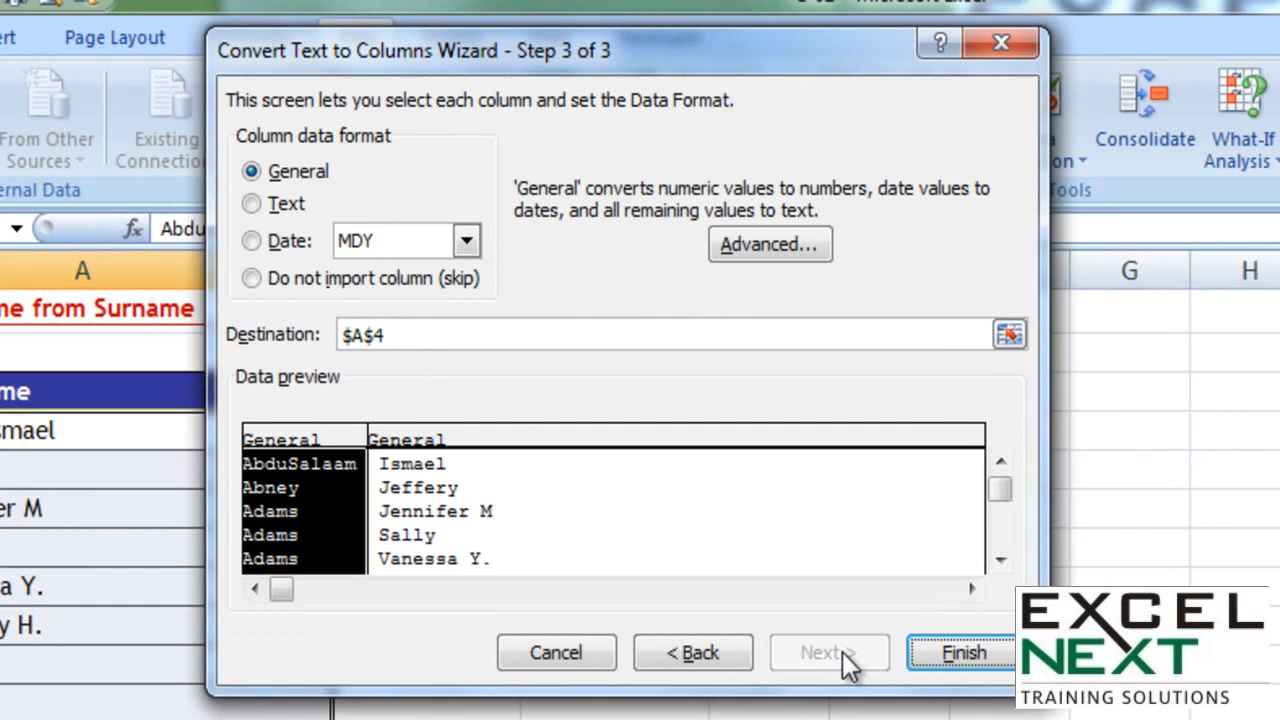 Page Layout
Convert Text to Columns Wizard - Step 3 of 3
This screen lets you select each column and set the Data Format.
Column data format
General
Text
Date: MDY
Do not import column (skip)
'General' converts numeric values to numbers, date values to
dates, and all remaining values to text.
Advanced...
Destination: $A$4
Data preview
General General
AbduSalaam Ismael
Abney Jeffery
Adams Jennifer M
Adams Sally
Adams Vanessa Y.
Cancel
< Back
Next >
Finish
From Other
Sources
Existing
Connectio
ernal Data
Consolidate
What-If
Analysis
Tools
fx Abdu
A
G H
me from Surname
me
smael
er M
a Y.
y H.
EXCEL
NEXT
TRAINING SOLUTIONS